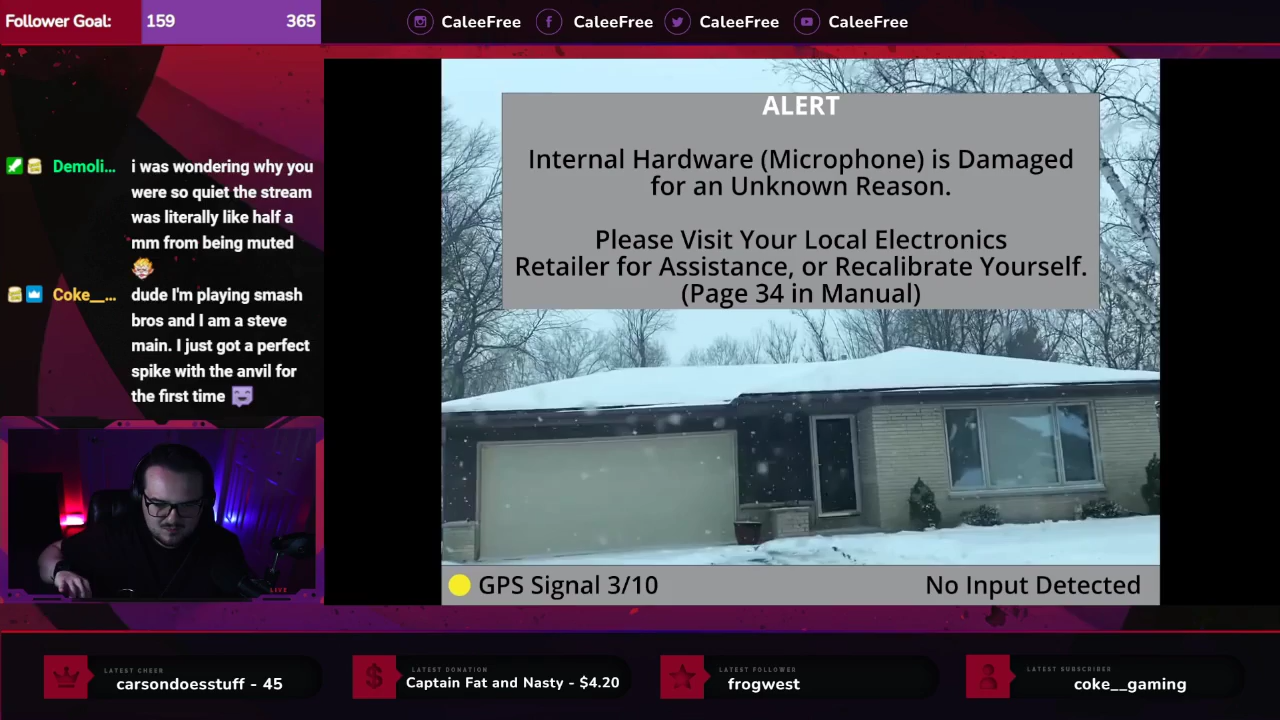 Follower Goal: 159 365
CaleeFree CaleeFree CaleeFree CaleeFree
Demoli... i was wondering why you
were so quiet the stream
was literally like half a
mm from being muted
Coke__... dude I'm playing smash
bros and I am a steve
main. I just got a perfect
spike with the anvil for
the first time
ALERT
Internal Hardware (Microphone) is Damaged
for an Unknown Reason.
Please Visit Your Local Electronics
Retailer for Assistance, or Recalibrate Yourself.
(Page 34 in Manual)
GPS Signal 3/10
No Input Detected
LIVE
LATEST CHEER
carsondoesstuff - 45
LATEST DONATION
Captain Fat and Nasty - $4.20
LATEST FOLLOWER
frogwest
LATEST SUBSCRIBER
coke__gaming